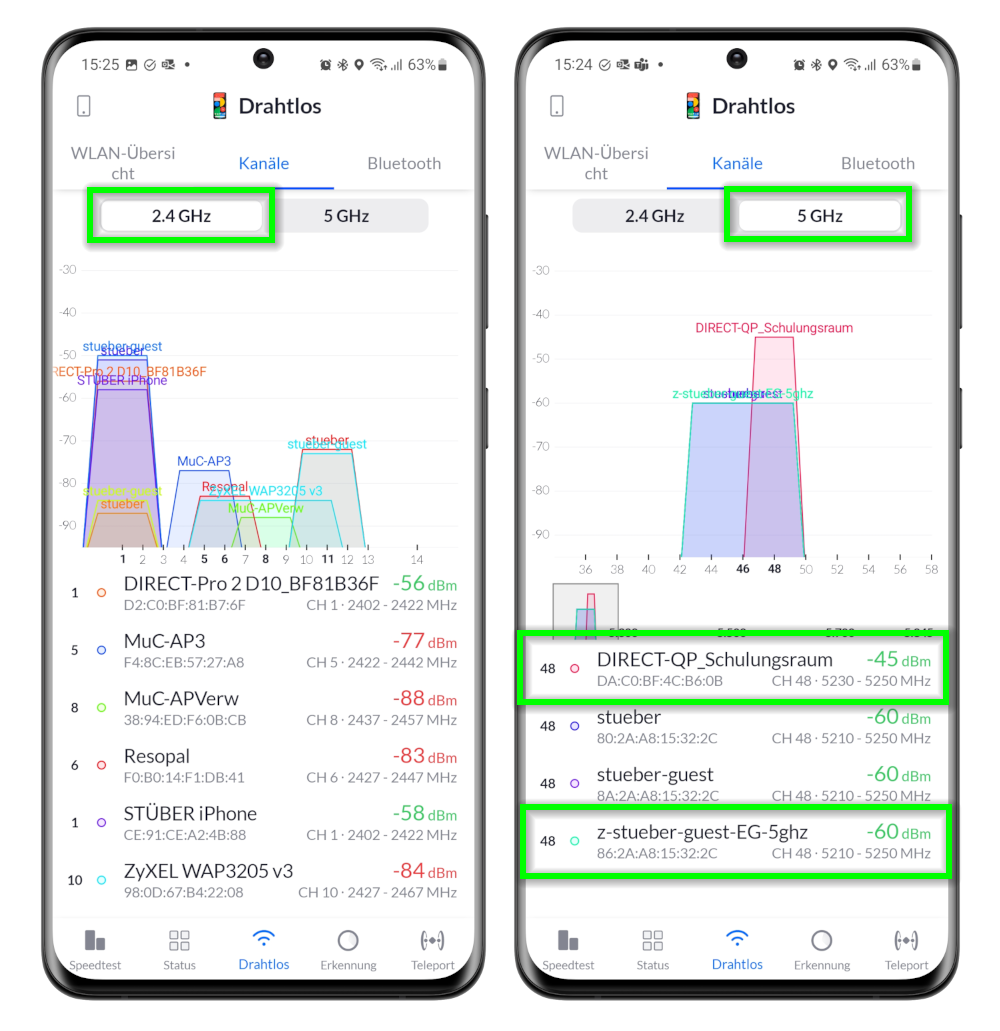 15:25
63%
Drahtlos
WLAN-Übersi
cht
Kanäle
Bluetooth
2.4 GHz
5 GHz
-30
-40
-50
-60
-70
-80
-90
stueber-guest
stueber
RECT-Pro 2 D10_BF81B36F
STÜBER iPhone
MuC-AP3
stueber
stueber-guest
Resopal
ZyXEL WAP3205 v3
MuC-APVerw
stueber-guest
stueber
1 2 3 4 5 6 7 8 9 10 11 12 13 14
1 DIRECT-Pro 2 D10_BF81B36F -56 dBm
D2:C0:BF:81:B7:6F CH 1 · 2402 - 2422 MHz
5 MuC-AP3 -77 dBm
F4:8C:EB:57:27:A8 CH 5 · 2422 - 2442 MHz
8 MuC-APVerw -88 dBm
38:94:ED:F6:0B:CB CH 8 · 2437 - 2457 MHz
6 Resopal -83 dBm
F0:B0:14:F1:DB:41 CH 6 · 2427 - 2447 MHz
1 STÜBER iPhone -58 dBm
CE:91:CE:A2:4B:88 CH 1 · 2402 - 2422 MHz
10 ZyXEL WAP3205 v3 -84 dBm
98:0D:67:B4:22:08 CH 10 · 2427 - 2467 MHz
Speedtest Status Drahtlos Erkennung Teleport
15:24
63%
Drahtlos
WLAN-Übersi
cht
Kanäle
Bluetooth
2.4 GHz
5 GHz
-30
-40
-50
-60
-70
-80
-90
DIRECT-QP_Schulungsraum
z-stueber-guest-EG-5ghz
36 38 40 42 44 46 48 50 52 54 56 58
48 DIRECT-QP_Schulungsraum -45 dBm
DA:C0:BF:4C:B6:0B CH 48 · 5230 - 5250 MHz
48 stueber -60 dBm
80:2A:A8:15:32:2C CH 48 · 5210 - 5250 MHz
48 stueber-guest -60 dBm
8A:2A:A8:15:32:2C CH 48 · 5210 - 5250 MHz
48 z-stueber-guest-EG-5ghz -60 dBm
86:2A:A8:15:32:2C CH 48 · 5210 - 5250 MHz
Speedtest Status Drahtlos Erkennung Teleport